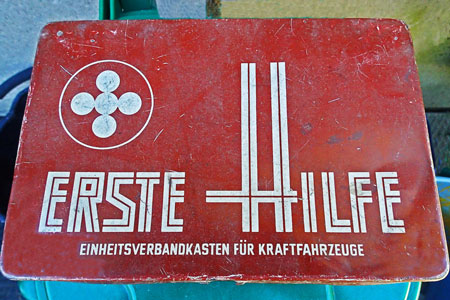 ERSTE HILFE
EINHEITSVERBANDKASTEN FÜR KRAFTFAHRZEUGE